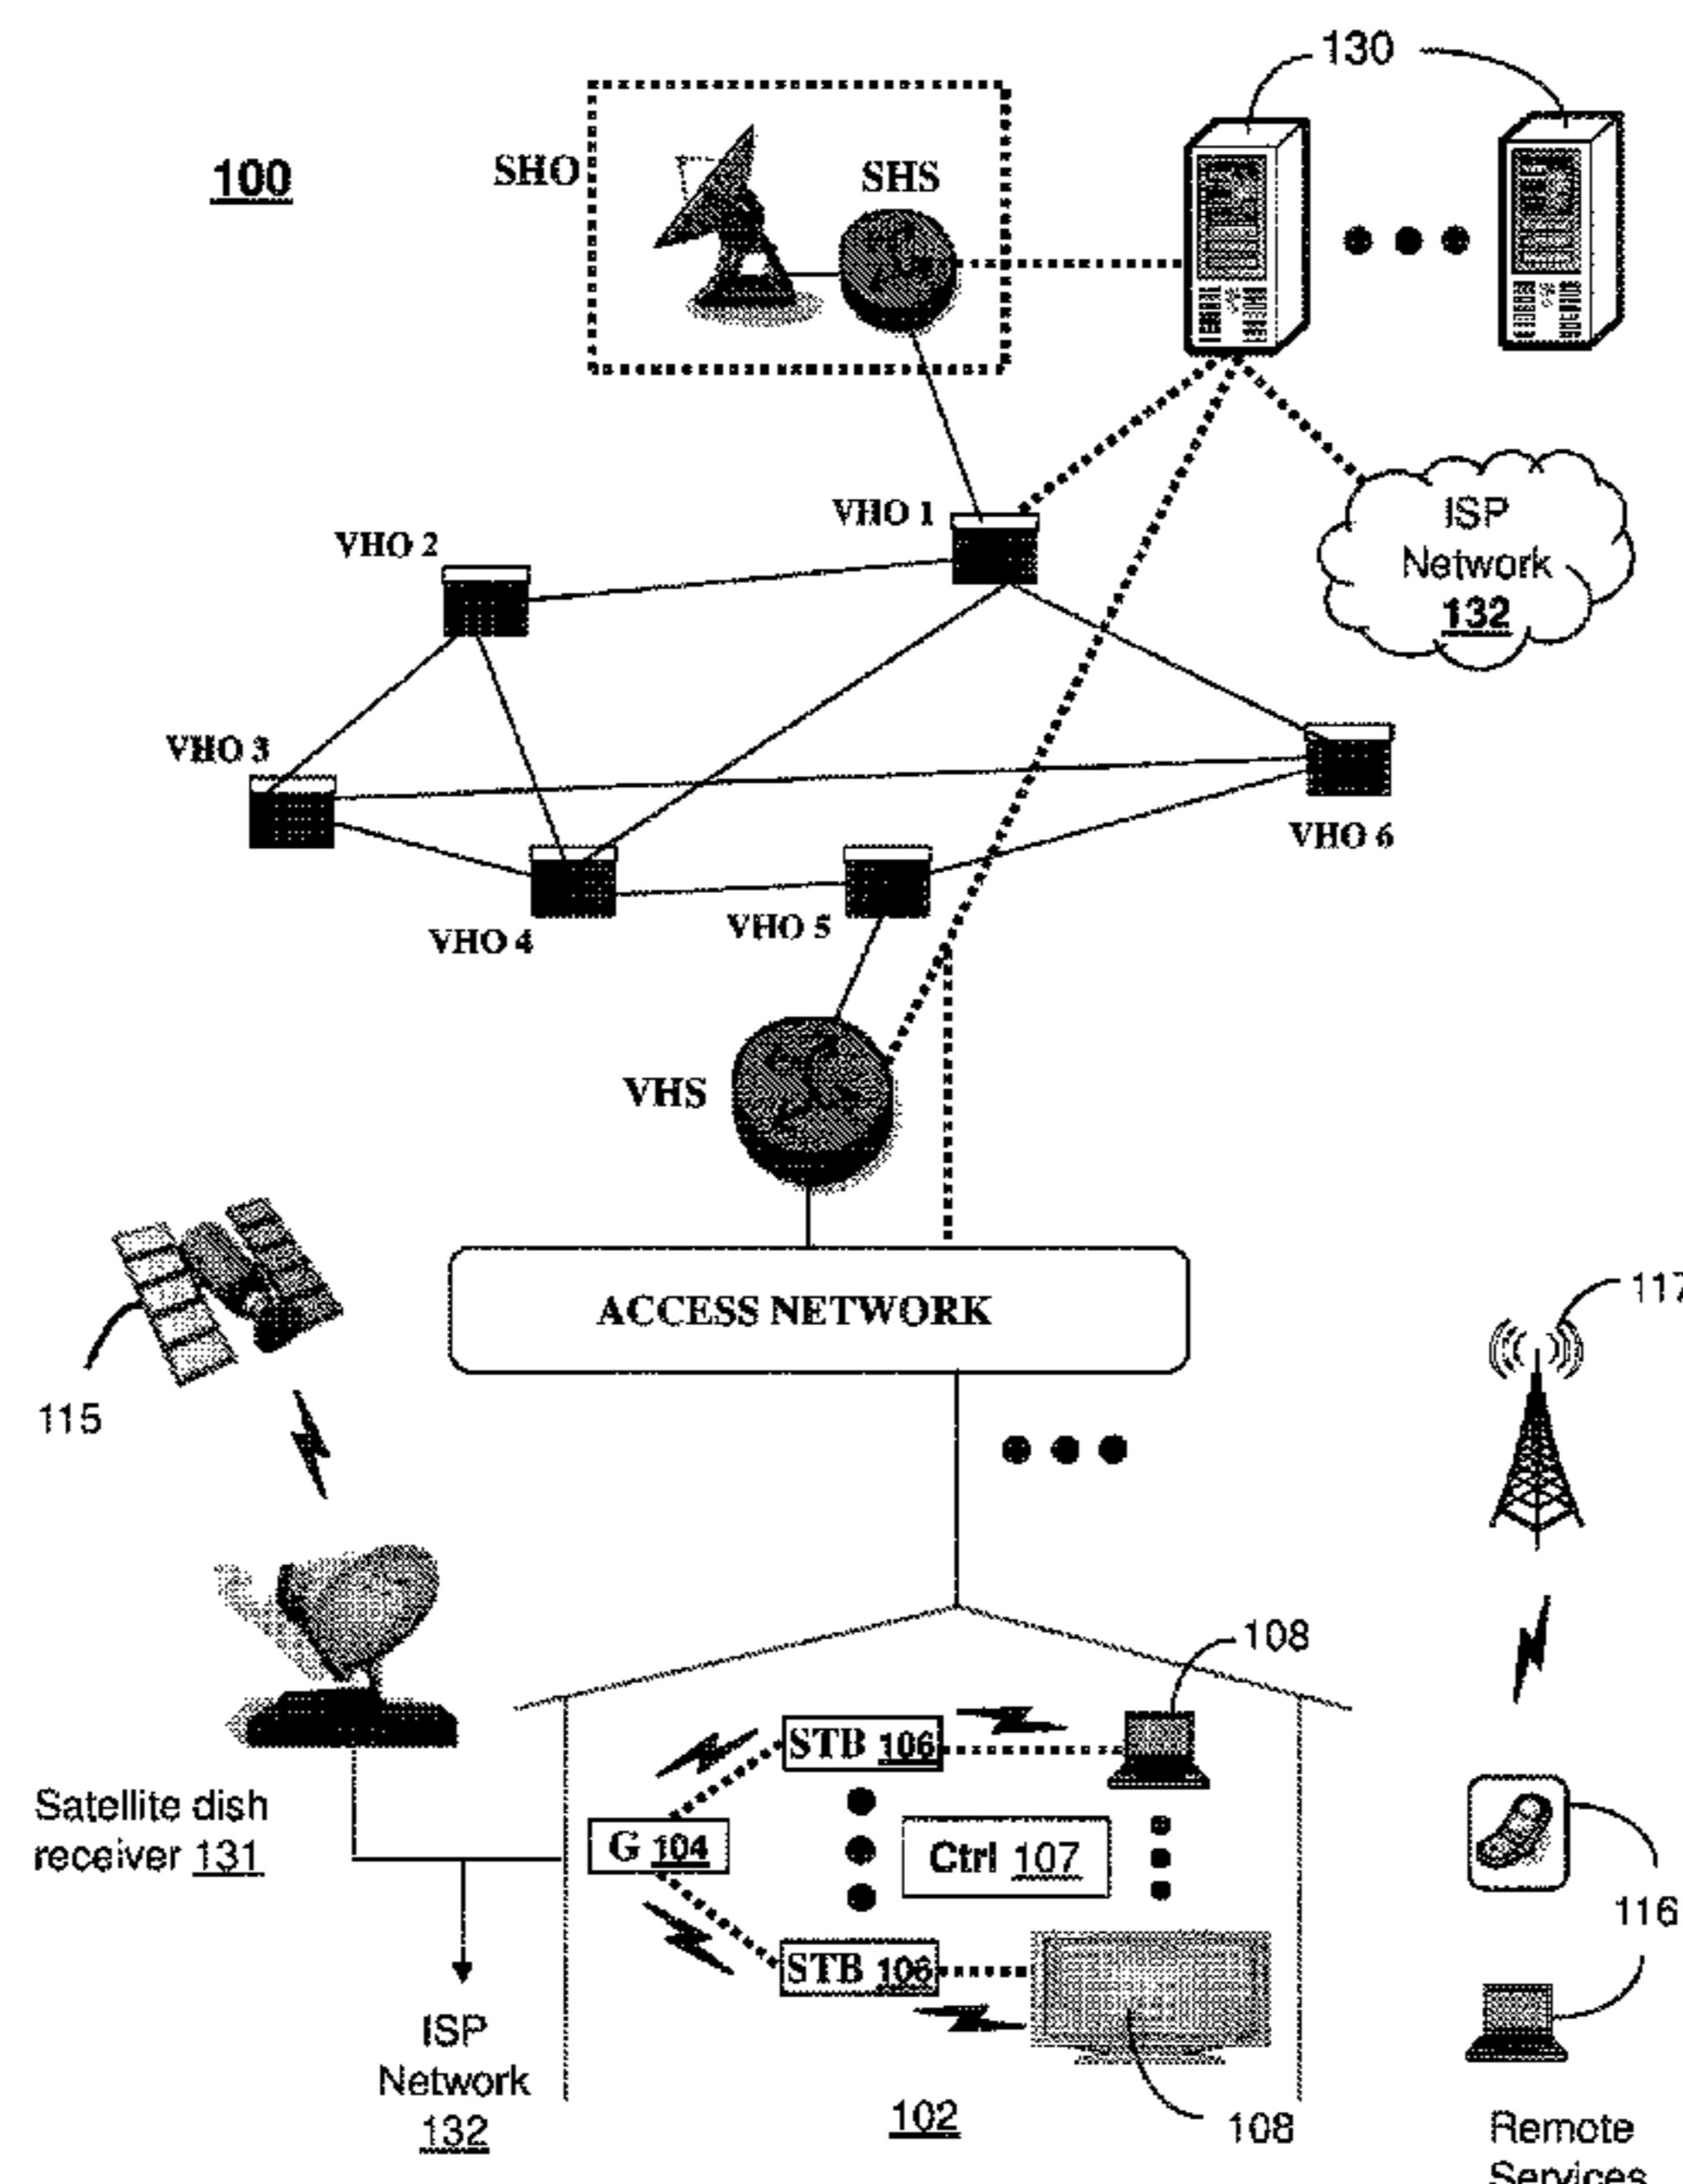 130
100
SHO
SHS
VHO 1
ISP
Network
132
VHO 2
VHO 3
VHO 6
VHO 5
VHO 4
VHS
ACCESS NETWORK
117
115
108
STB 106
Satellite dish
receiver 131
G 104
Ctrl 107
116
STB 106
ISP
Network
132
102
108
Remote
Services